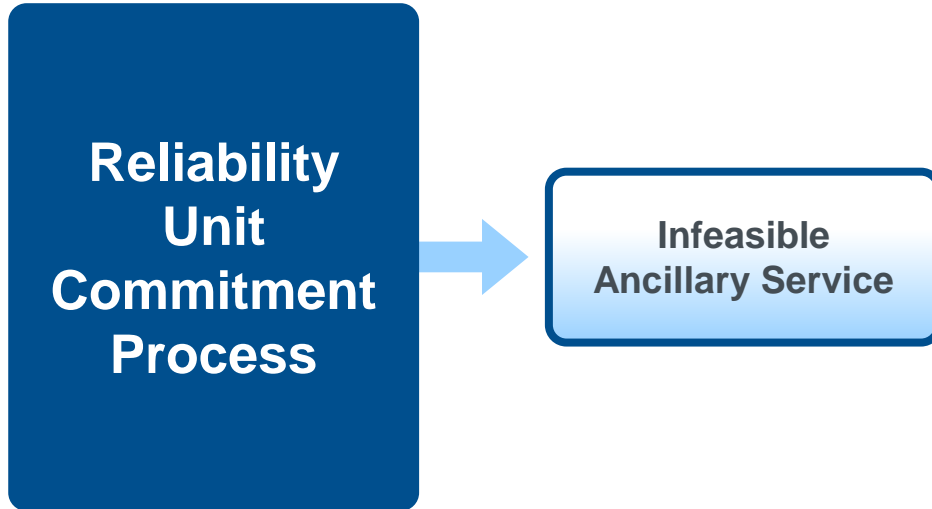 Reliability
Unit
Commitment
Process
Infeasible
Ancillary Service